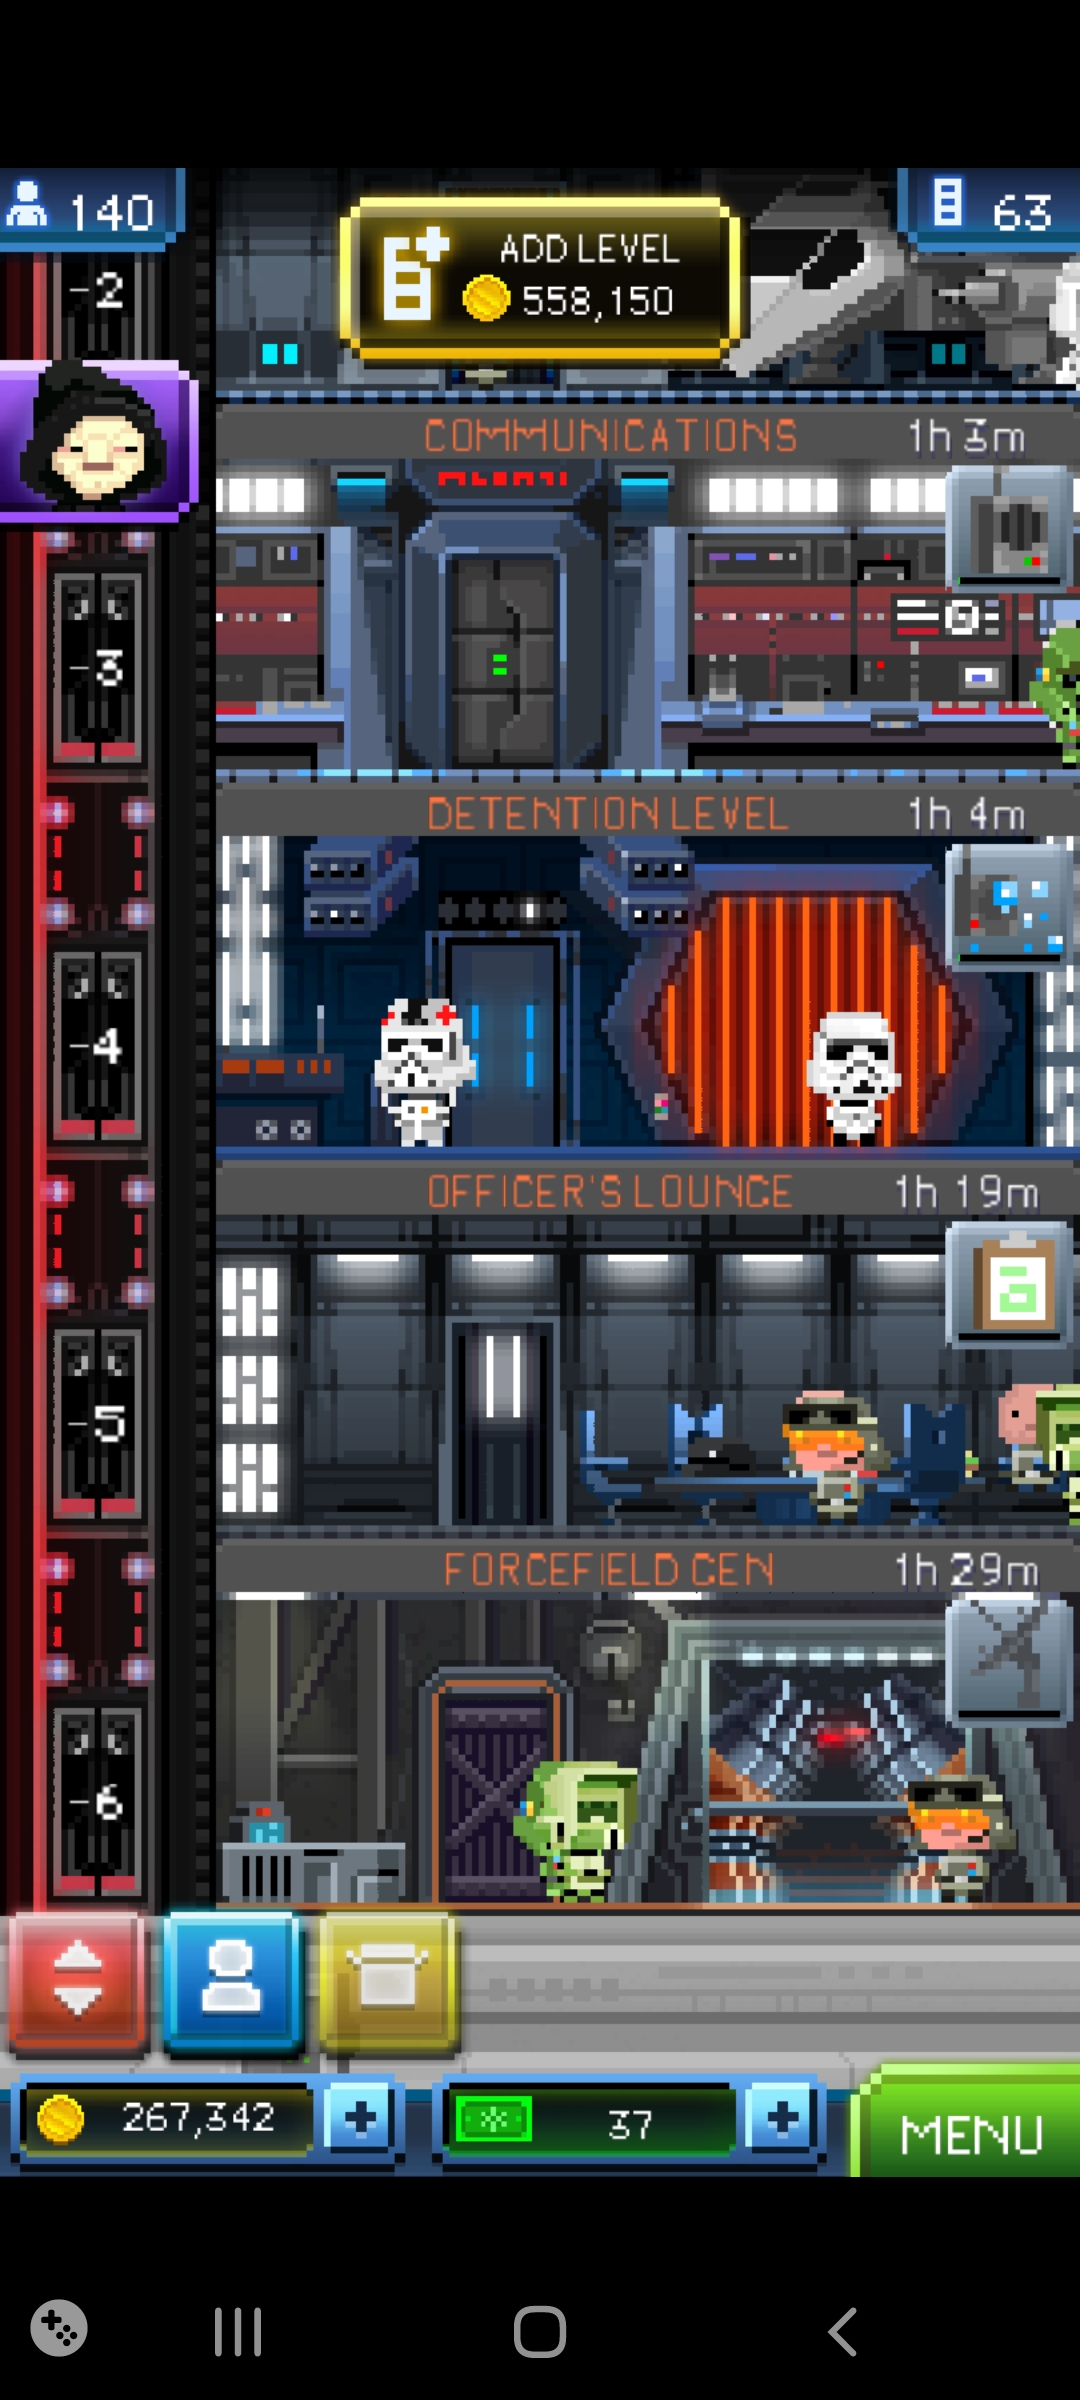 140
63
ADD LEVEL
558,150
-2
COMMUNICATIONS 1h 3m
-3
DETENTION LEVEL 1h 4m
-4
OFFICER'S LOUNGE 1h 19m
-5
FORCEFIELD GEN 1h 29m
-6
267,342
37
MENU